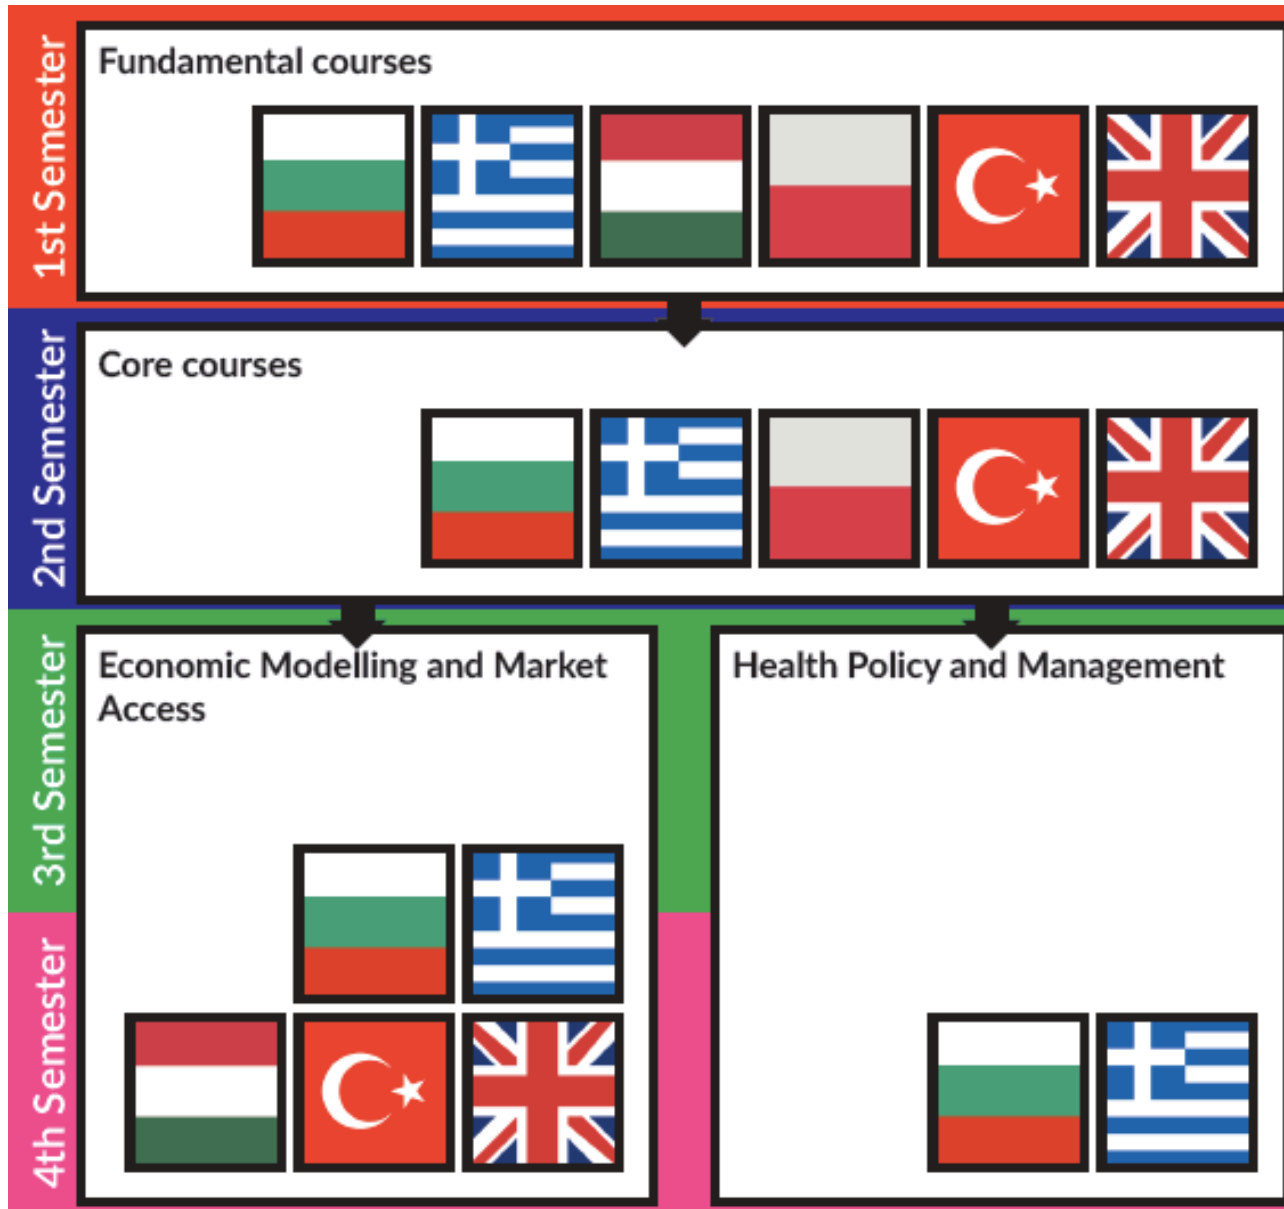 1st Semester
Fundamental courses
2nd Semester
Core courses
3rd Semester
Economic Modelling and Market
Access
Health Policy and Management
4th Semester